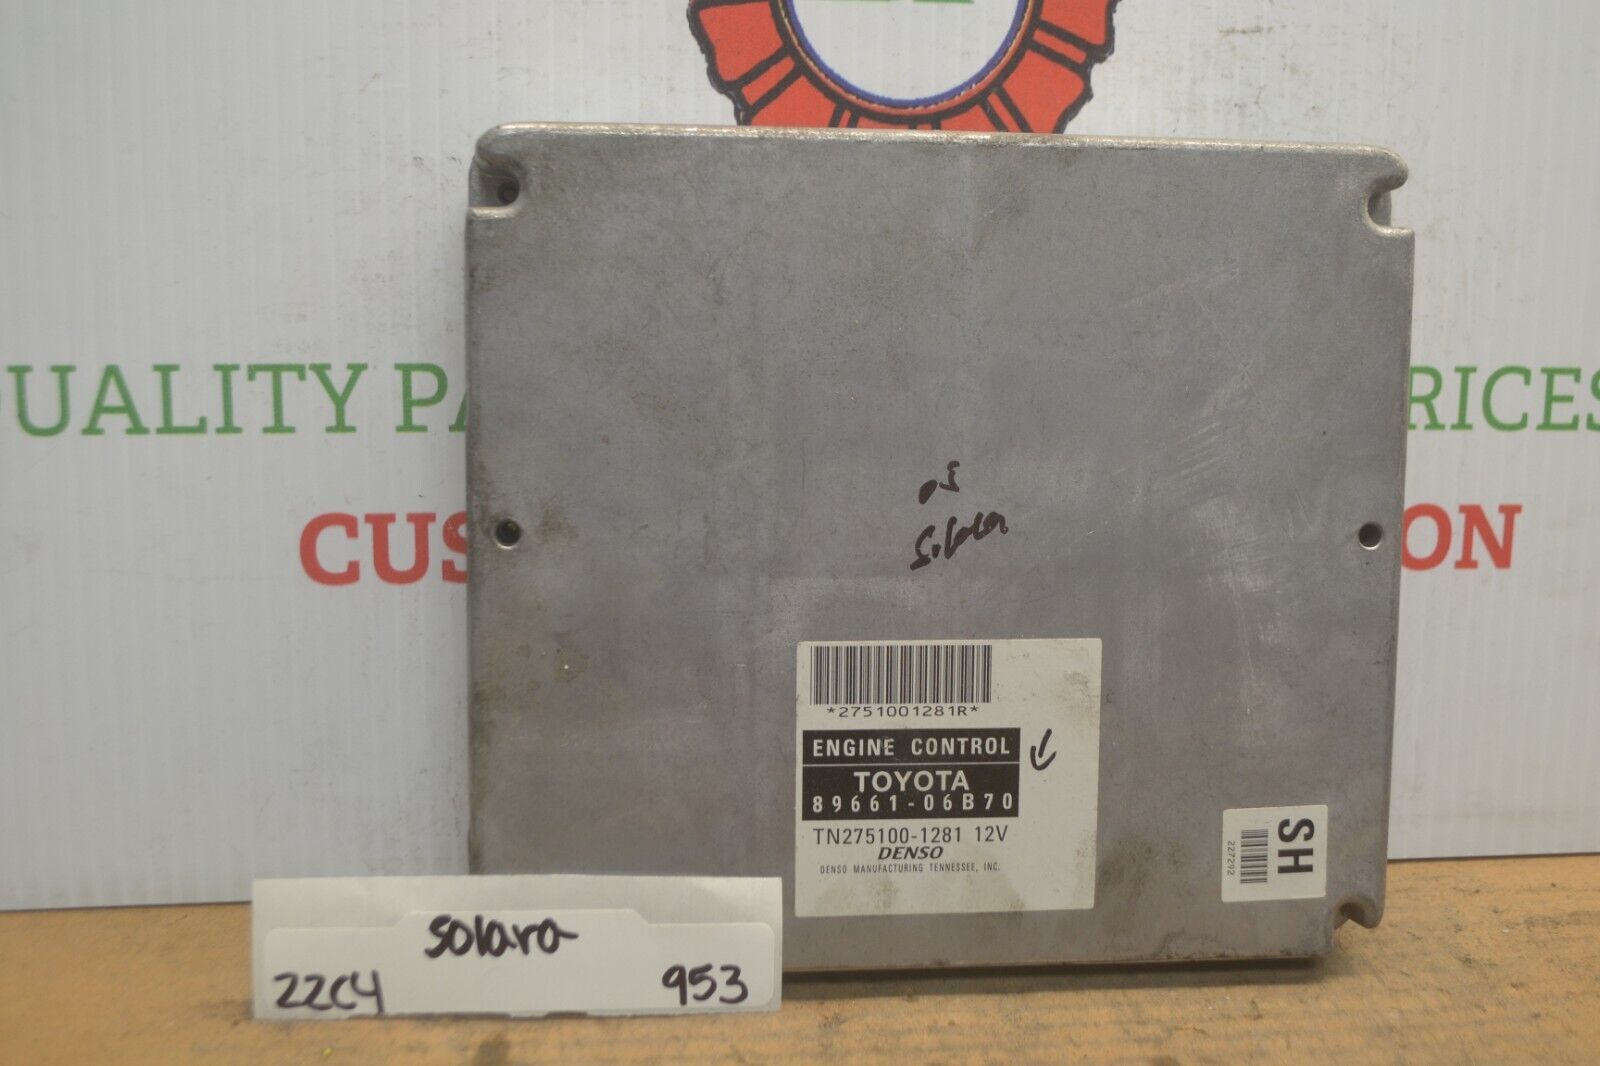 UALITY PA
RICES
CUS
ON
05
Solara
*2751001281R*
ENGINE CONTROL
TOYOTA
89661-06B70
TN275100-1281 12V
DENSO
DENSO MANUFACTURING TENNESSEE, INC.
SH
227292
Solara
22C4
953